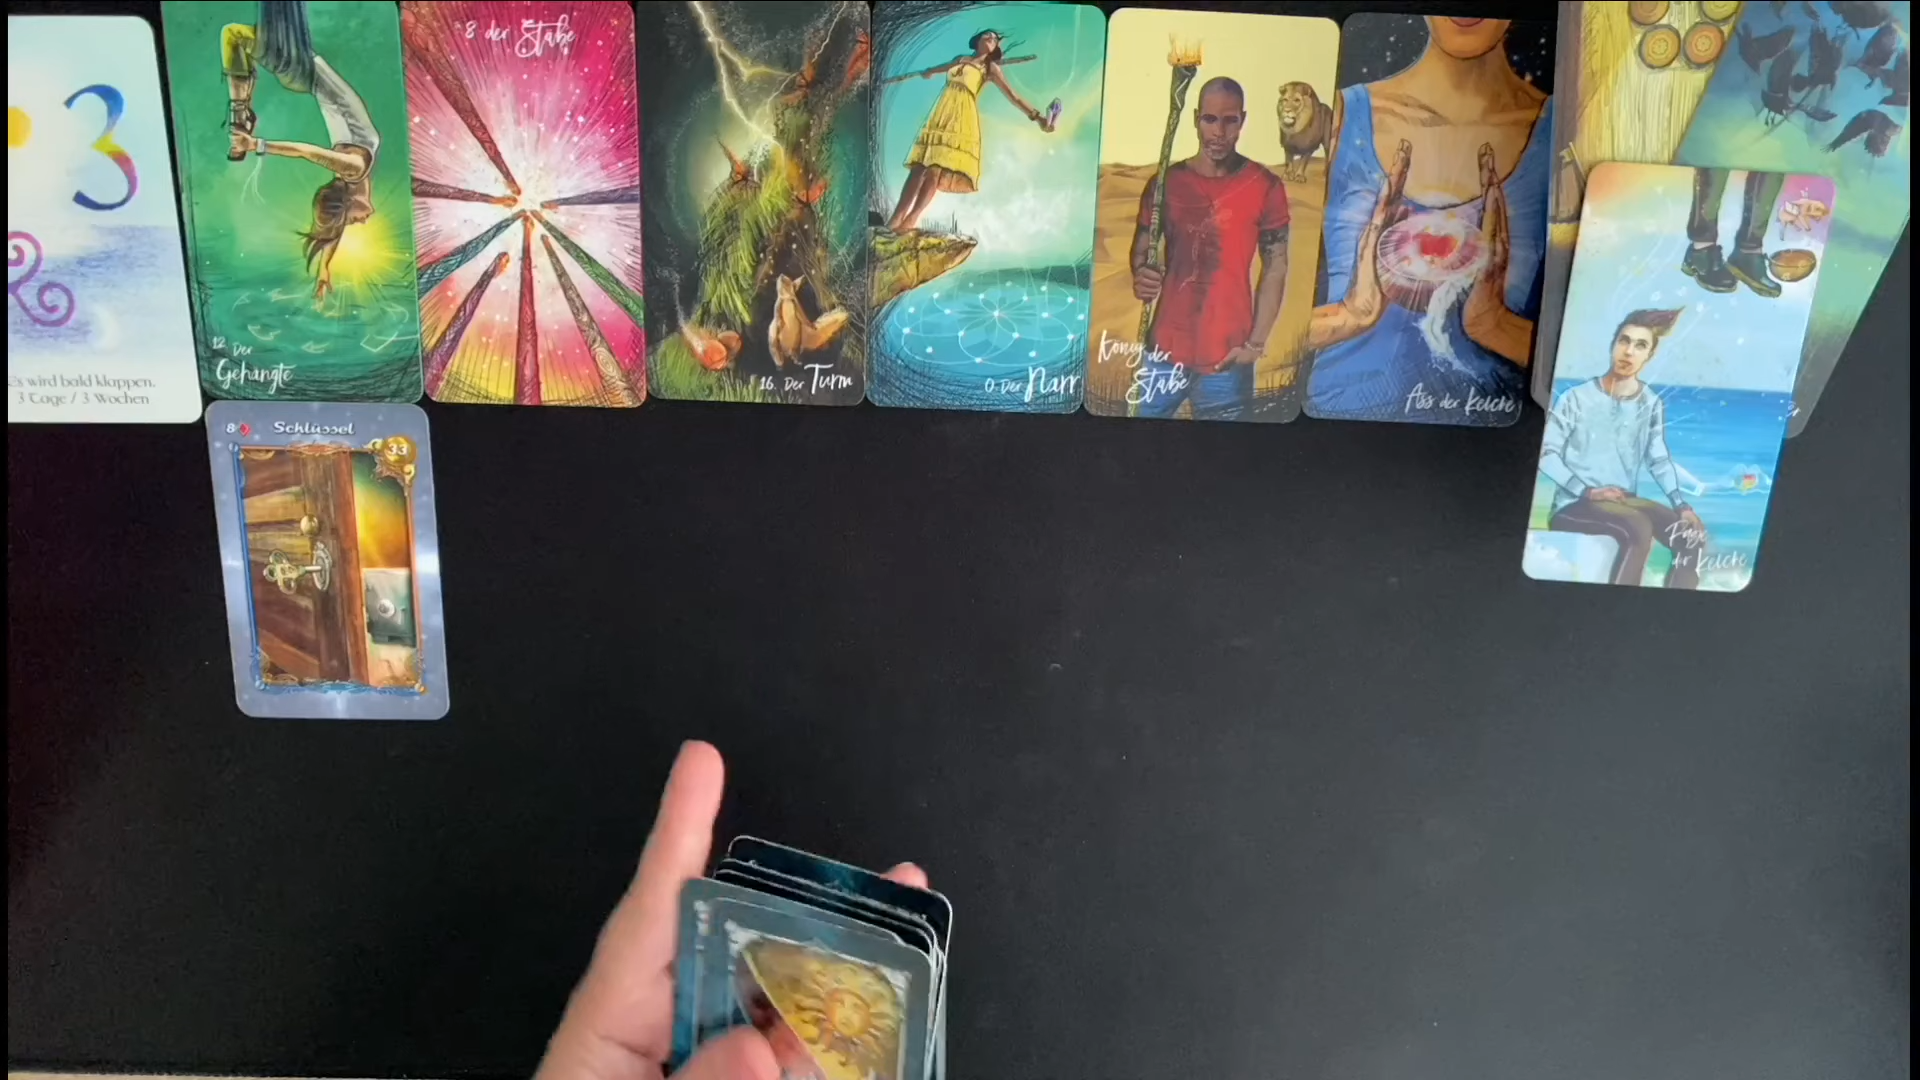 3
Es wird bald klappen.
3 Tage / 3 Wochen
12. Der
Gehängte
8 der Stäbe
16. Der Turm
0. Der Narr
König der
Stäbe
Ass der Kelche
Page
der Kelche
8 Schlüssel
33